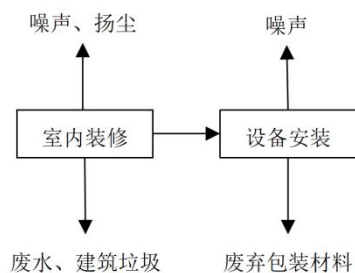 噪声、扬尘
噪声
室内装修
设备安装
废水、建筑垃圾
废弃包装材料